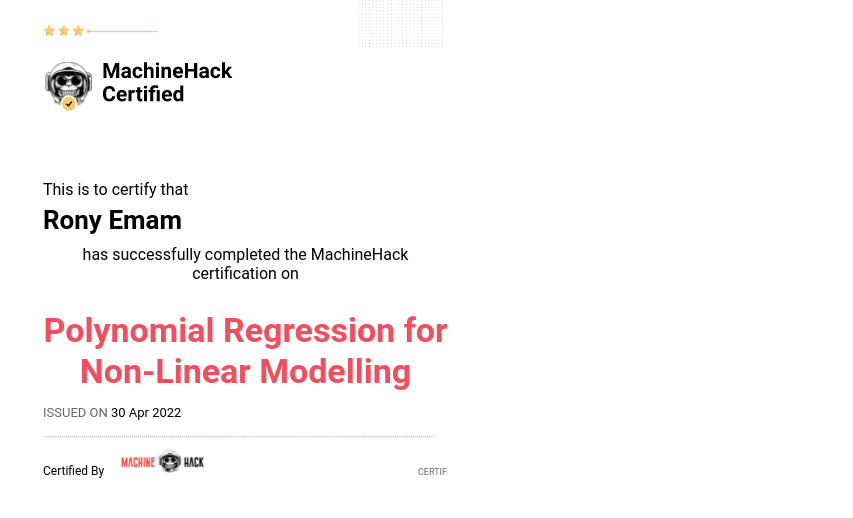 MachineHack
Certified
This is to certify that
Rony Emam
has successfully completed the MachineHack
certification on
Polynomial Regression for
Non-Linear Modelling
ISSUED ON 30 Apr 2022
Certified By
MACHINE HACK
CERTIF